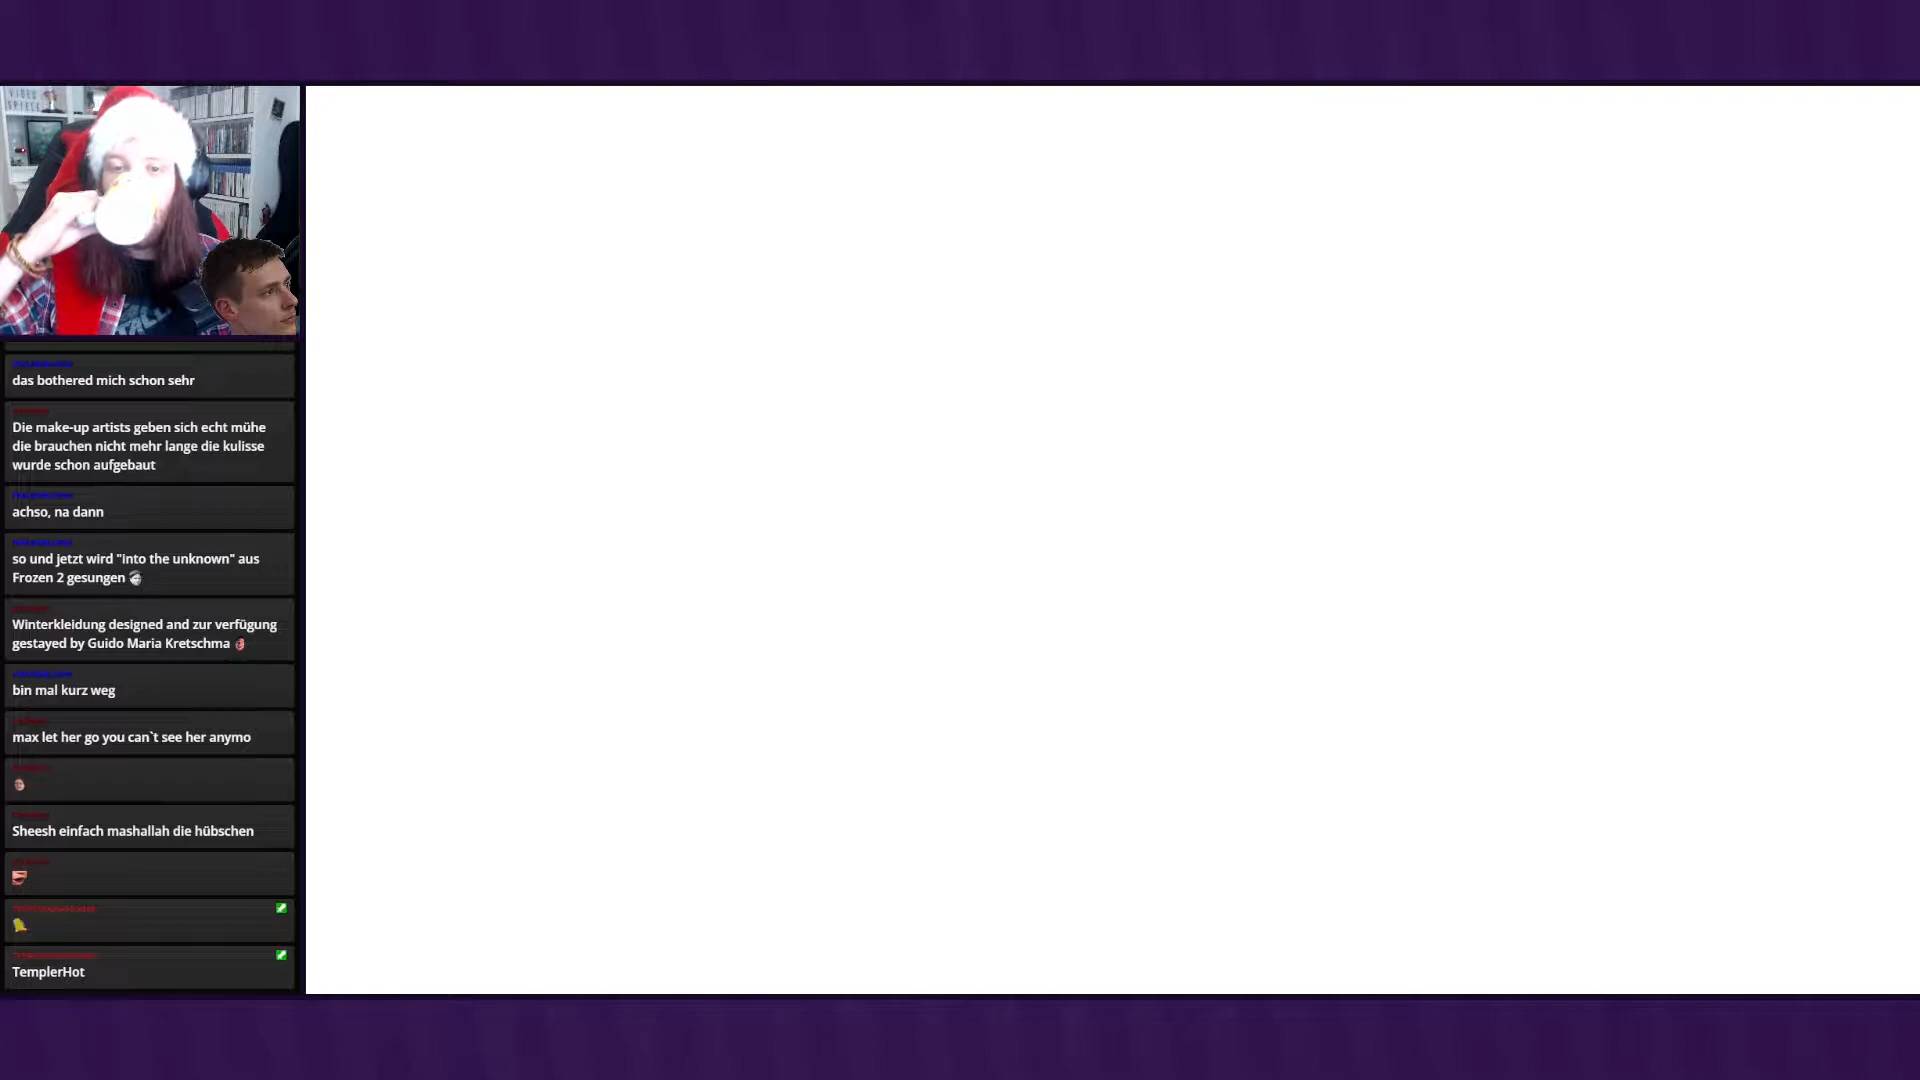 VIDEO
SPIELE
das bothered mich schon sehr
Die make-up artists geben sich echt mühe
die brauchen nicht mehr lange die kulisse
wurde schon aufgebaut
achso, na dann
so und jetzt wird "into the unknown" aus
Frozen 2 gesungen
Winterkleidung designed and zur verfügung
gestayed by Guido Maria Kretschma
bin mal kurz weg
max let her go you can`t see her anymo
Sheesh einfach mashallah die hübschen
TemplerHot